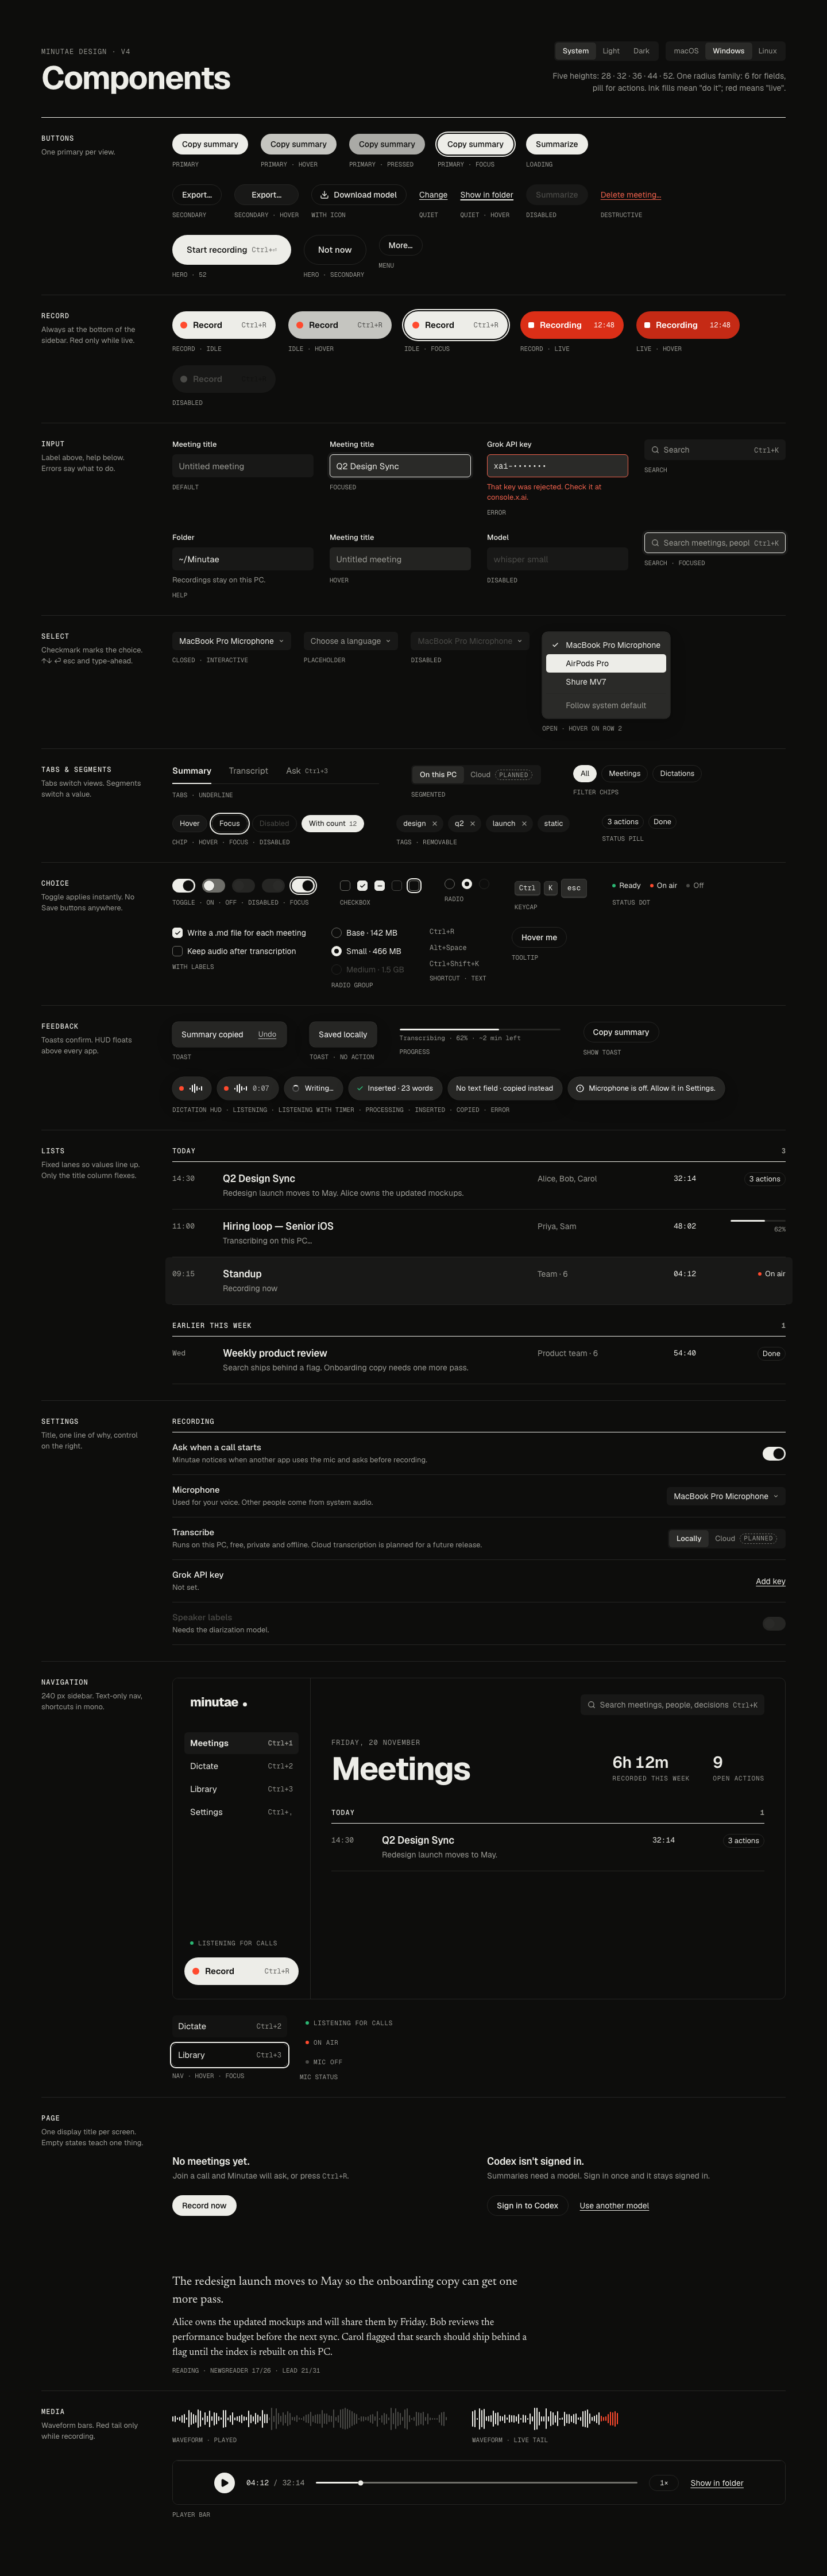 MINUTAE DESIGN · V4
Components
System Light Dark
macOS Windows Linux
Five heights: 28 · 32 · 36 · 44 · 52. One radius family: 6 for fields,
pill for actions. Ink fills mean "do it"; red means "live".
BUTTONS
One primary per view.
Copy summary
Copy summary
Copy summary
Copy summary
Summarize
PRIMARY
PRIMARY · HOVER
PRIMARY · PRESSED
PRIMARY · FOCUS
LOADING
Export…
Export…
Download model
Change
Show in folder
Summarize
Delete meeting…
SECONDARY
SECONDARY · HOVER
WITH ICON
QUIET
QUIET · HOVER
DISABLED
DESTRUCTIVE
Start recording Ctrl+⏎
Not now
More…
HERO · 52
HERO · SECONDARY
MENU
RECORD
Always at the bottom of the
sidebar. Red only while live.
Record Ctrl+R
Record Ctrl+R
Record Ctrl+R
Recording 12:48
Recording 12:48
RECORD · IDLE
IDLE · HOVER
IDLE · FOCUS
RECORD · LIVE
LIVE · HOVER
Record
DISABLED
INPUT
Label above, help below.
Errors say what to do.
Meeting title
Untitled meeting
DEFAULT
Meeting title
Q2 Design Sync
FOCUSED
Grok API key
xai-•••••••
That key was rejected. Check it at
console.x.ai.
ERROR
Search Ctrl+K
SEARCH
Folder
~/Minutae
Recordings stay on this PC.
HELP
Meeting title
Untitled meeting
HOVER
Model
whisper small
DISABLED
Search meetings, peopl Ctrl+K
SEARCH · FOCUSED
SELECT
Checkmark marks the choice.
↑↓ ⏎ esc and type-ahead.
MacBook Pro Microphone
CLOSED · INTERACTIVE
Choose a language
PLACEHOLDER
MacBook Pro Microphone
DISABLED
MacBook Pro Microphone
AirPods Pro
Shure MV7
Follow system default
OPEN · HOVER ON ROW 2
TABS & SEGMENTS
Tabs switch views. Segments
switch a value.
Summary Transcript Ask Ctrl+3
TABS · UNDERLINE
On this PC Cloud PLANNED
SEGMENTED
All Meetings Dictations
FILTER CHIPS
Hover Focus Disabled With count 12
CHIP · HOVER · FOCUS · DISABLED
design × q2 × launch × static
TAGS · REMOVABLE
3 actions Done
STATUS PILL
CHOICE
Toggle applies instantly. No
Save buttons anywhere.
TOGGLE · ON · OFF · DISABLED · FOCUS
CHECKBOX
RADIO
Ctrl K esc
KEYCAP
Ready On air Off
STATUS DOT
Write a .md file for each meeting
Keep audio after transcription
WITH LABELS
Base · 142 MB
Small · 466 MB
Medium · 1.5 GB
RADIO GROUP
Ctrl+R
Alt+Space
Ctrl+Shift+K
SHORTCUT · TEXT
Hover me
TOOLTIP
FEEDBACK
Toasts confirm. HUD floats
above every app.
Summary copied Undo
TOAST
Saved locally
TOAST · NO ACTION
Transcribing · 62% · ~2 min left
PROGRESS
Copy summary
SHOW TOAST
0:07
Writing…
Inserted · 23 words
No text field · copied instead
Microphone is off. Allow it in Settings.
DICTATION HUD · LISTENING · LISTENING WITH TIMER · PROCESSING · INSERTED · COPIED · ERROR
LISTS
Fixed lanes so values line up.
Only the title column flexes.
TODAY 3
14:30 Q2 Design Sync Alice, Bob, Carol 32:14 3 actions
Redesign launch moves to May. Alice owns the updated mockups.
11:00 Hiring loop — Senior iOS Priya, Sam 48:02
62%
Transcribing on this PC…
09:15 Standup Team · 6 04:12 On air
Recording now
EARLIER THIS WEEK 1
Wed Weekly product review Product team · 6 54:40 Done
Search ships behind a flag. Onboarding copy needs one more pass.
SETTINGS
Title, one line of why, control
on the right.
RECORDING
Ask when a call starts
Minutae notices when another app uses the mic and asks before recording.
Microphone
Used for your voice. Other people come from system audio.
MacBook Pro Microphone
Transcribe
Runs on this PC, free, private and offline. Cloud transcription is planned for a future release.
Locally Cloud PLANNED
Grok API key
Not set.
Add key
Speaker labels
Needs the diarization model.
NAVIGATION
240 px sidebar. Text-only nav,
shortcuts in mono.
minutae
Meetings Ctrl+1
Dictate Ctrl+2
Library Ctrl+3
Settings Ctrl+,
LISTENING FOR CALLS
Record Ctrl+R
Search meetings, people, decisions Ctrl+K
FRIDAY, 20 NOVEMBER
Meetings
6h 12m
RECORDED THIS WEEK
9
OPEN ACTIONS
TODAY 1
14:30 Q2 Design Sync 32:14 3 actions
Redesign launch moves to May.
Dictate Ctrl+2
Library Ctrl+3
NAV · HOVER · FOCUS
LISTENING FOR CALLS
ON AIR
MIC OFF
MIC STATUS
PAGE
One display title per screen.
Empty states teach one thing.
No meetings yet.
Join a call and Minutae will ask, or press Ctrl+R.
Record now
Codex isn't signed in.
Summaries need a model. Sign in once and it stays signed in.
Sign in to Codex
Use another model
The redesign launch moves to May so the onboarding copy can get one
more pass.
Alice owns the updated mockups and will share them by Friday. Bob reviews the
performance budget before the next sync. Carol flagged that search should ship behind a
flag until the index is rebuilt on this PC.
READING · NEWSREADER 17/26 · LEAD 21/31
MEDIA
Waveform bars. Red tail only
while recording.
WAVEFORM · PLAYED
WAVEFORM · LIVE TAIL
04:12 / 32:14
1×
Show in folder
PLAYER BAR